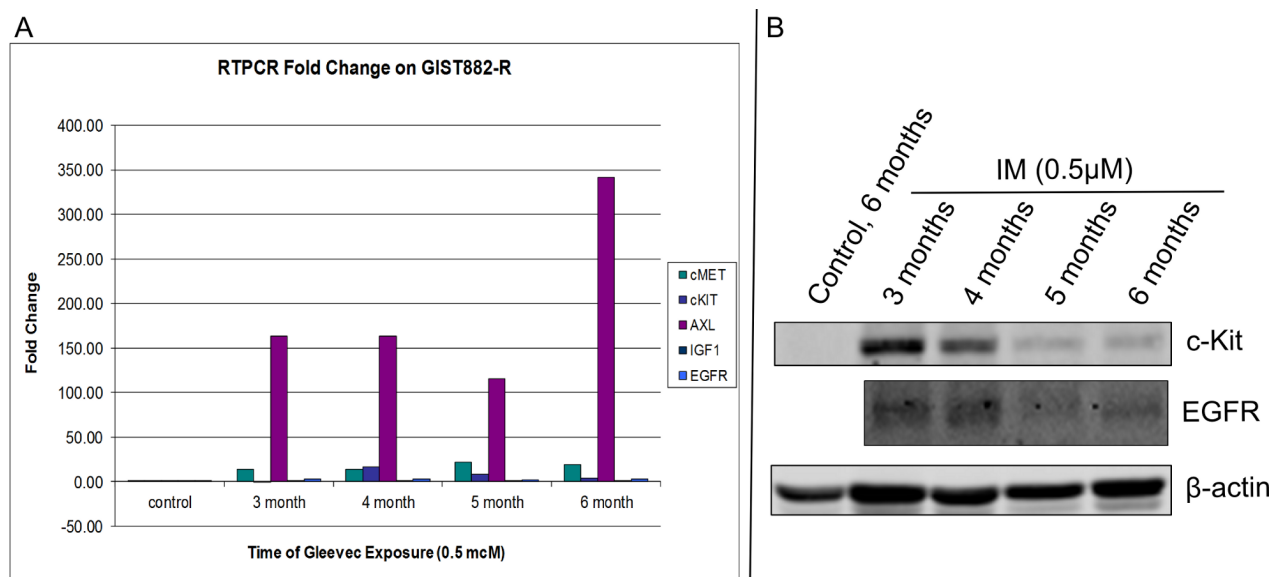 A
RTPCR Fold Change on GIST882-R
Fold Change
400.00
350.00
300.00
250.00
200.00
150.00
100.00
50.00
0.00
-50.00
control
3 month
4 month
5 month
6 month
Time of Gleevec Exposure (0.5 mcM)
cMET
cKIT
AXL
IGF1
EGFR
B
Control, 6 months
IM (0.5µM)
3 months
4 months
5 months
6 months
c-Kit
EGFR
β-actin